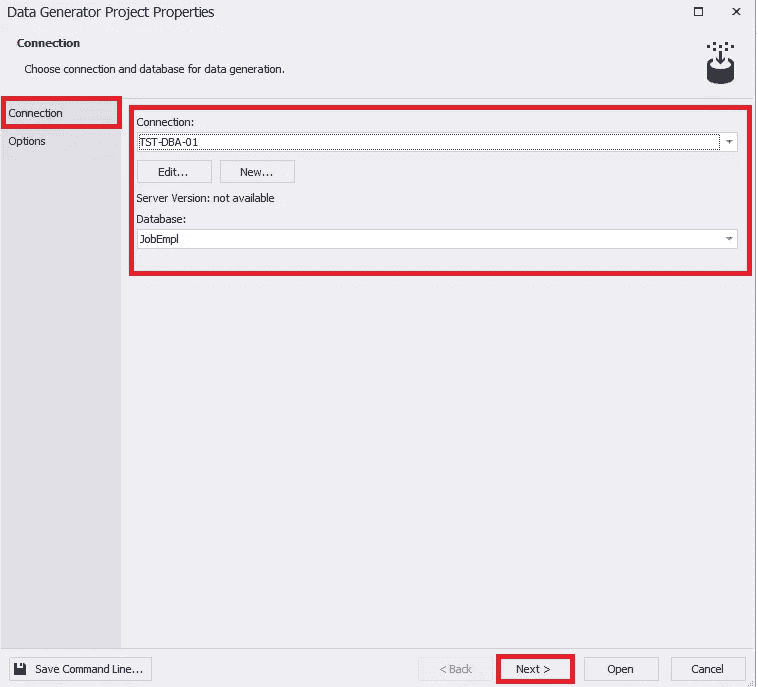 Data Generator Project Properties
Connection
Choose connection and database for data generation.
Connection
Options
Connection:
TST-DBA-01
Edit... New...
Server Version: not available
Database:
JobEmpl
Save Command Line... < Back Next > Open Cancel